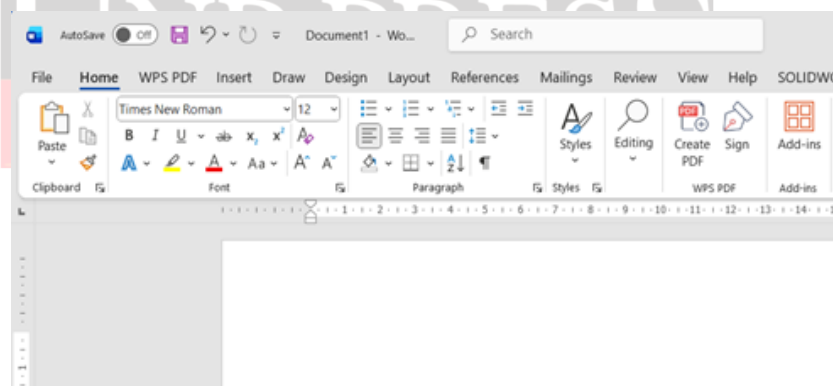 AutoSave Off Document1 - Wo... Search
File Home WPS PDF Insert Draw Design Layout References Mailings Review View Help SOLIDWO
Times New Roman 12
Paste B I U ab x₂ x² A Styles Editing Create PDF Sign Add-ins
A A Aa A A
Clipboard Font Paragraph Styles WPS PDF Add-ins
1 2 3 4 5 6 7 8 9 10 11 12 13 14
1